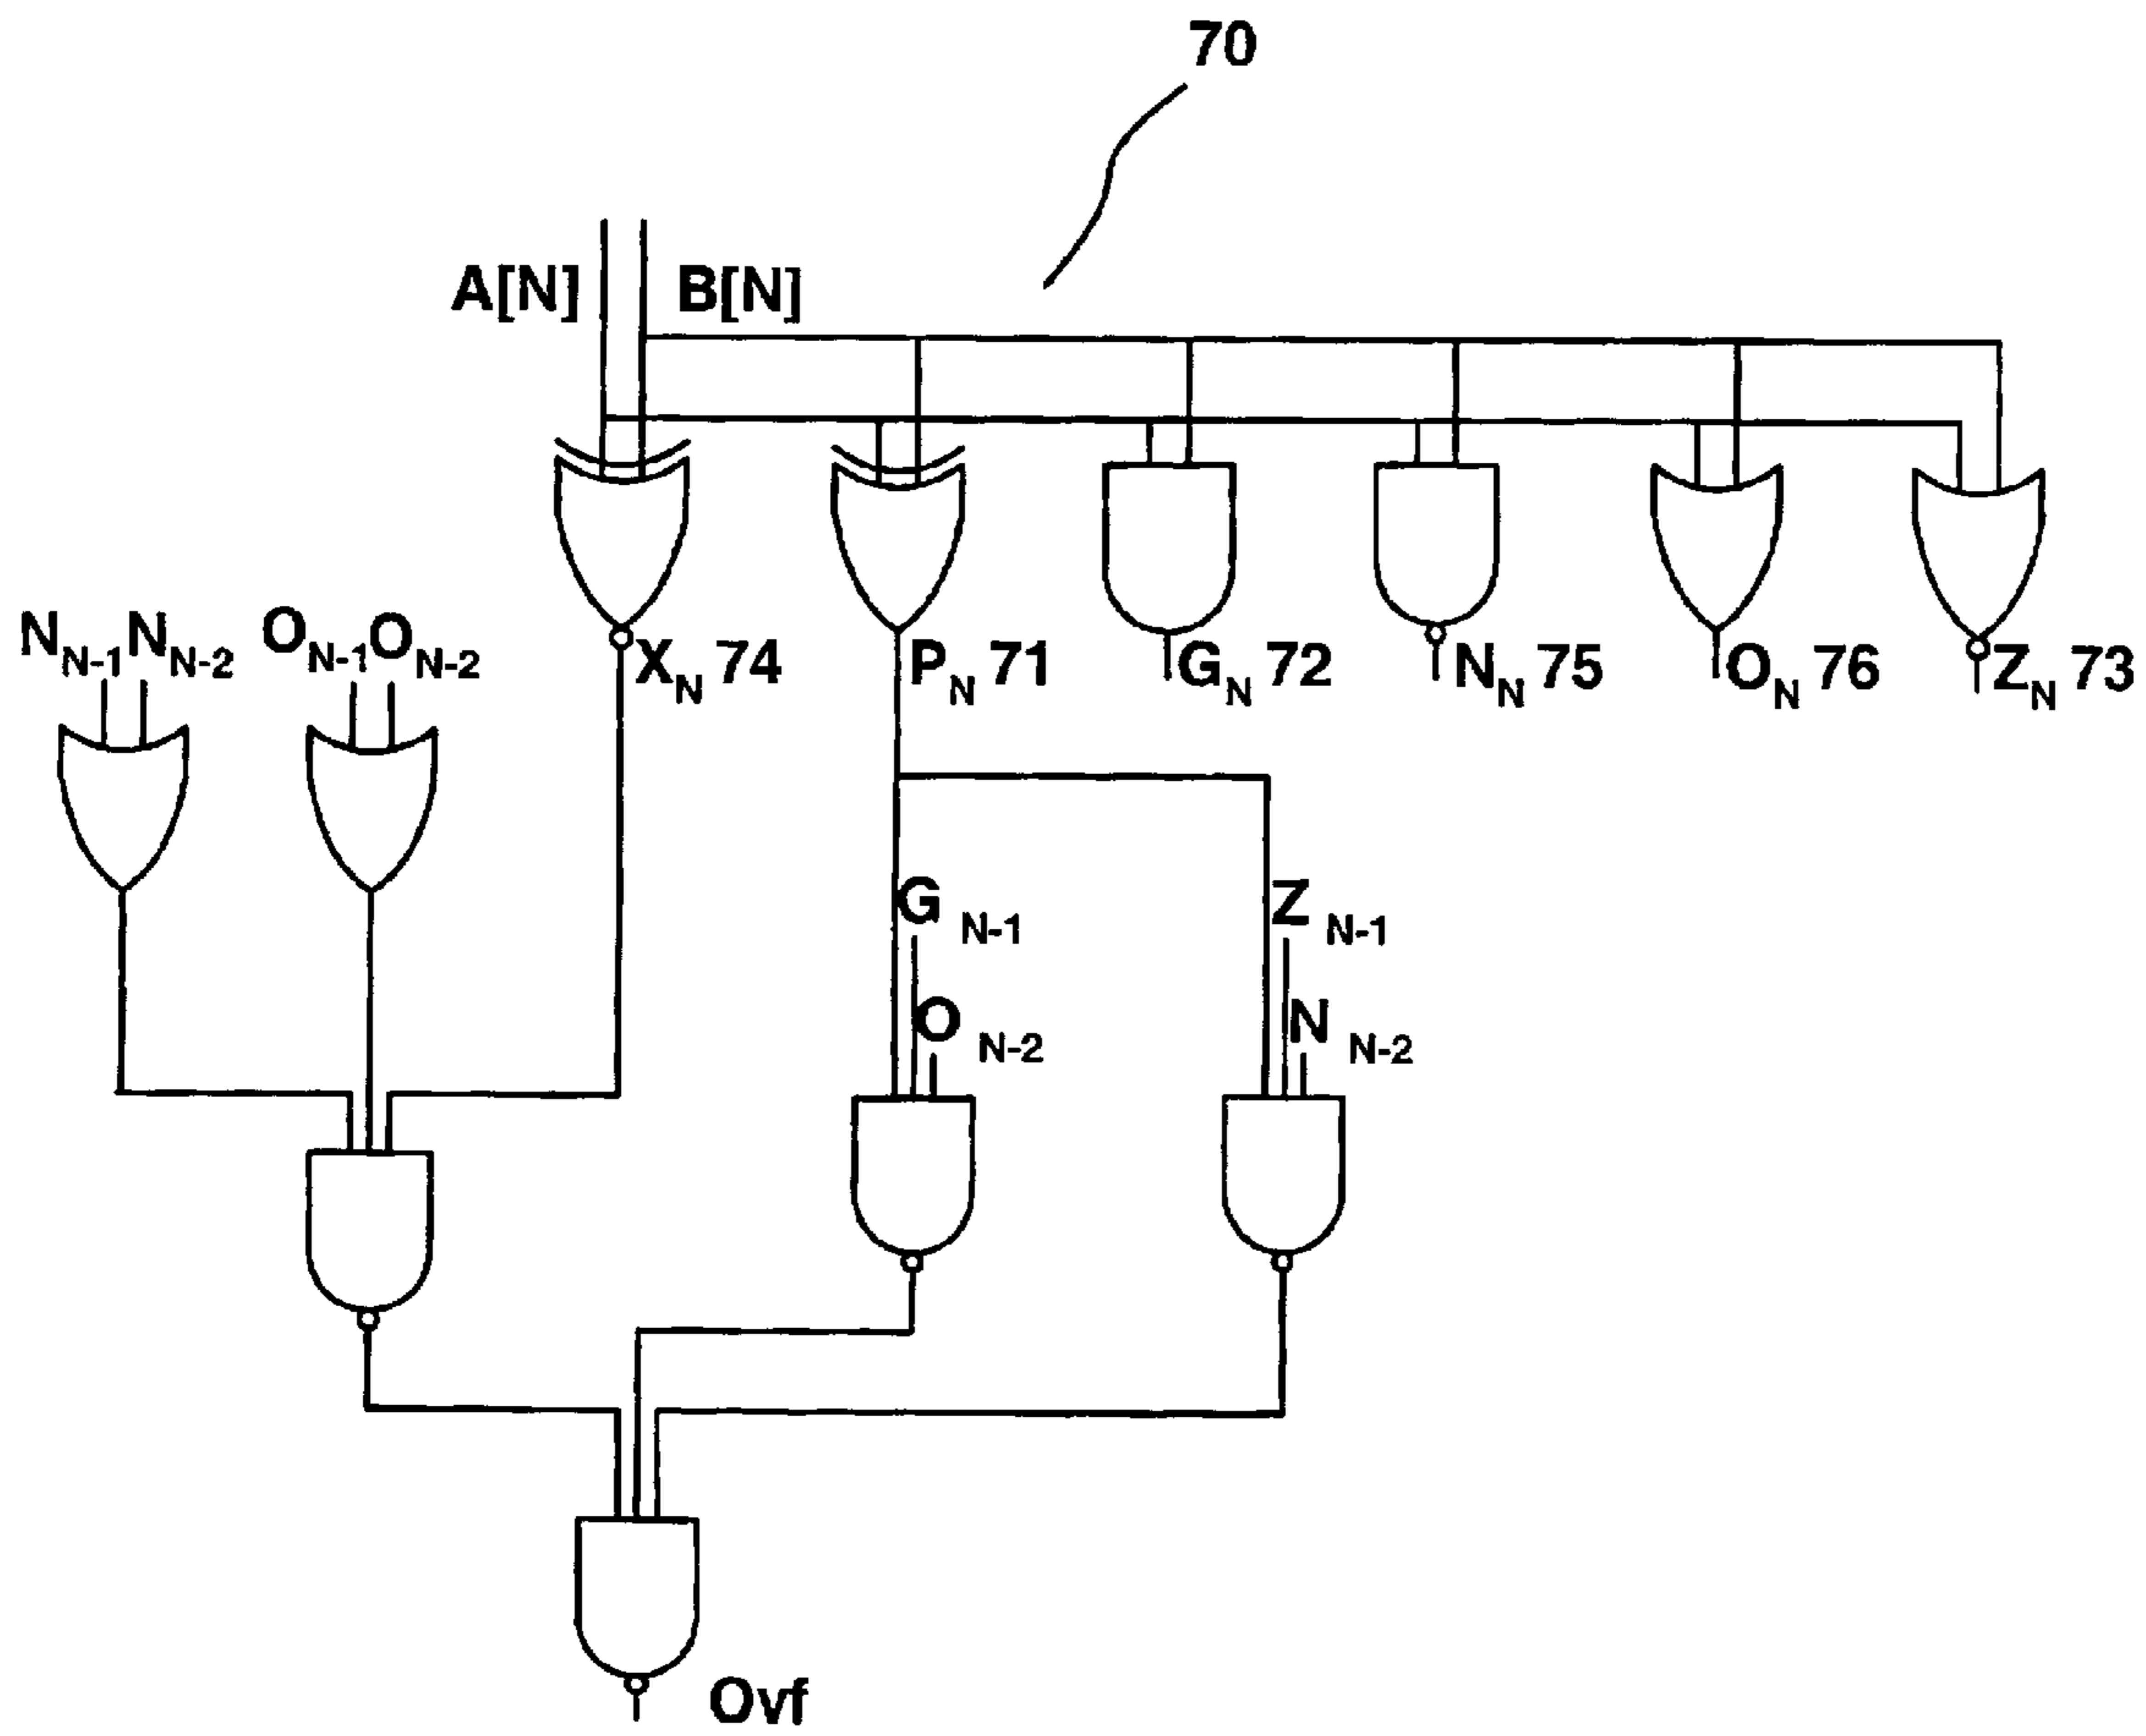 70
A[N] B[N]
N_{N-1} N_{N-2} O_{N-1} O_{N-2}
X_N 74 P_N 71 G_N 72 N_N 75 O_N 76 Z_N 73
G_{N-1} Z_{N-1}
O_{N-2} N_{N-2}
Ovf